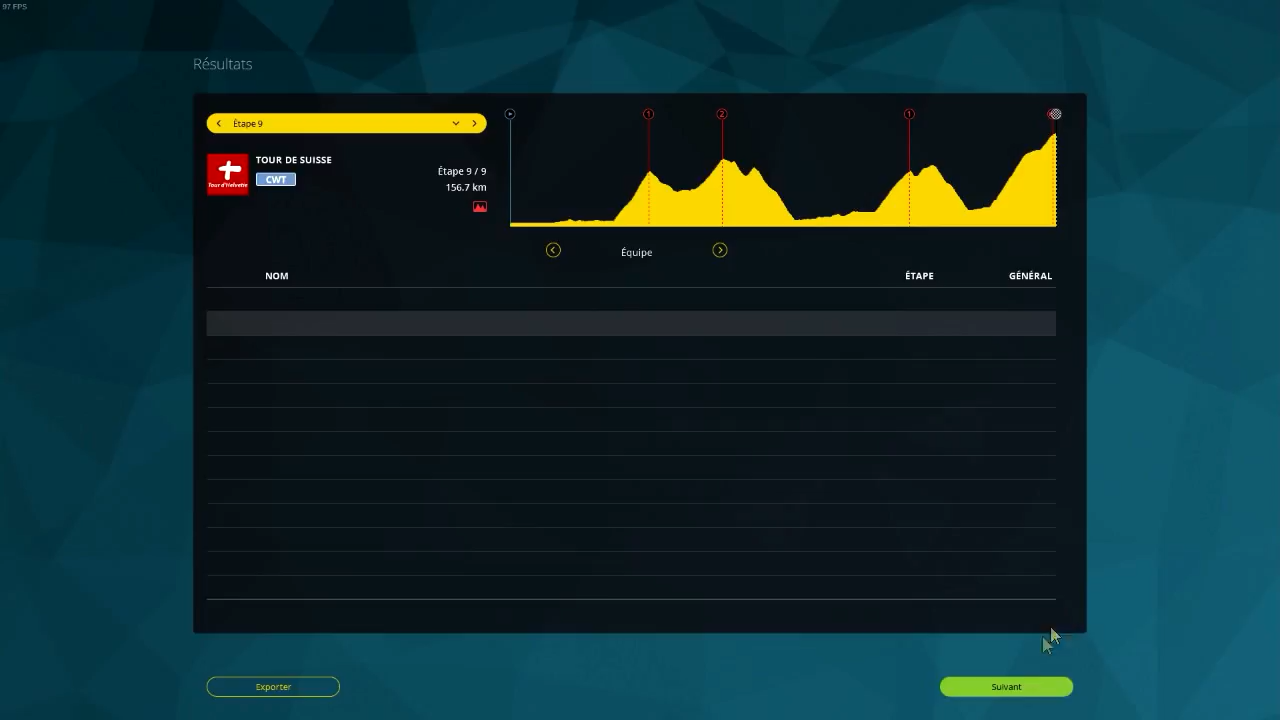 97 FPS
Résultats
Étape 9
TOUR DE SUISSE
CWT
Tour d'Helvétie
Étape 9 / 9
156.7 km
1
2
1
Équipe
NOM
ÉTAPE
GÉNÉRAL
Exporter
Suivant